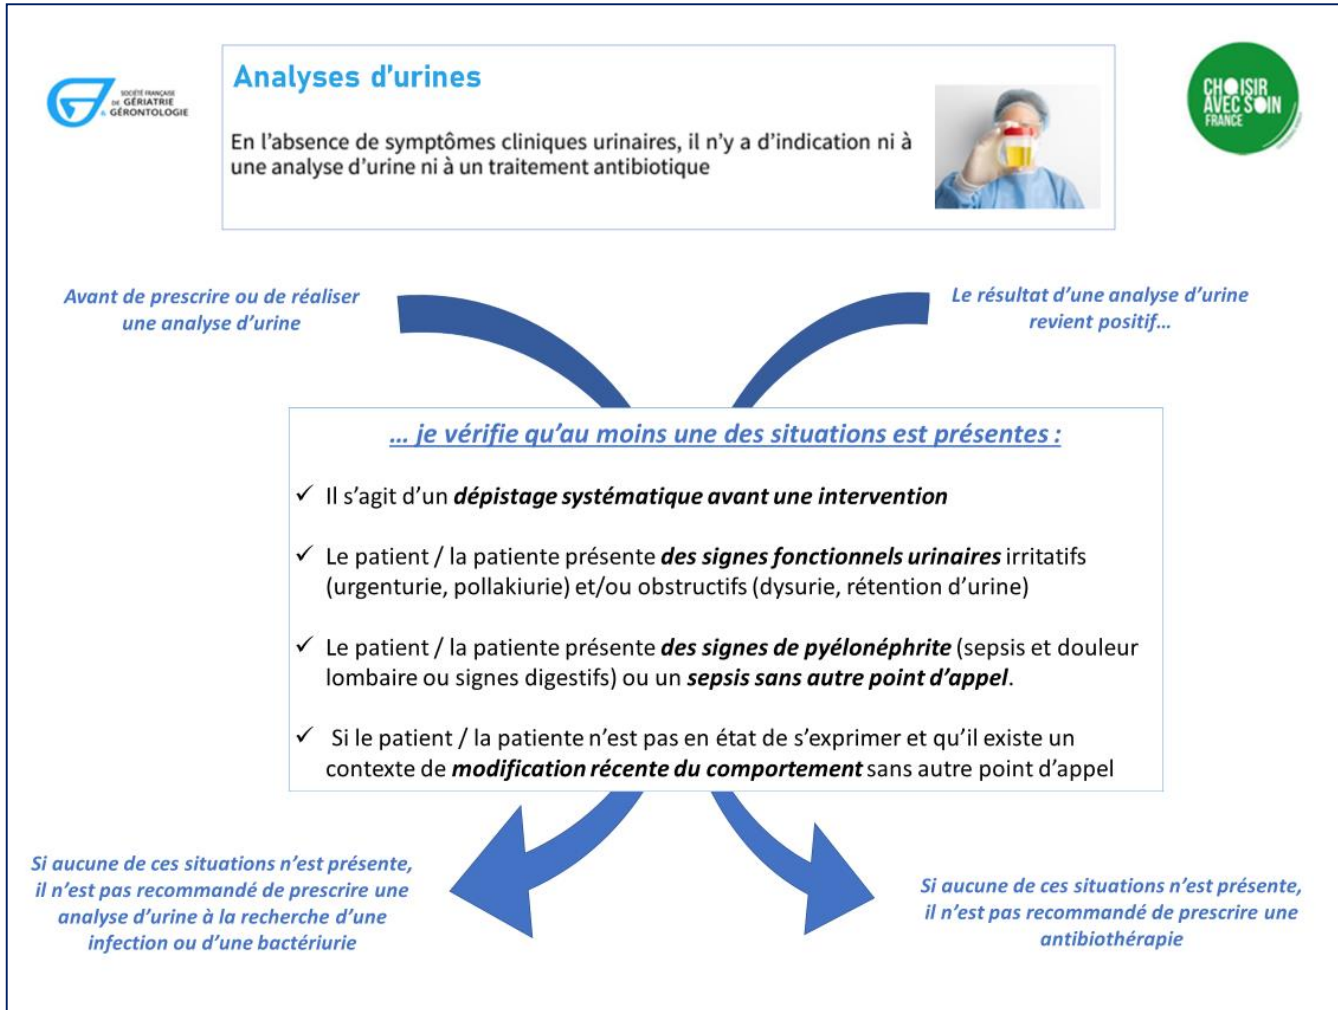 SOCIÉTÉ FRANÇAISE
DE GÉRIATRIE
& GÉRONTOLOGIE
Analyses d'urines
En l'absence de symptômes cliniques urinaires, il n'y a d'indication ni à
une analyse d'urine ni à un traitement antibiotique
CHOISIR
AVEC SOIN
FRANCE
Avant de prescrire ou de réaliser
une analyse d'urine
Le résultat d'une analyse d'urine
revient positif...
... je vérifie qu'au moins une des situations est présentes :
✓ Il s'agit d'un dépistage systématique avant une intervention
✓ Le patient / la patiente présente des signes fonctionnels urinaires irritatifs
(urgenturie, pollakiurie) et/ou obstructifs (dysurie, rétention d'urine)
✓ Le patient / la patiente présente des signes de pyélonéphrite (sepsis et douleur
lombaire ou signes digestifs) ou un sepsis sans autre point d'appel.
✓ Si le patient / la patiente n'est pas en état de s'exprimer et qu'il existe un
contexte de modification récente du comportement sans autre point d'appel
Si aucune de ces situations n'est présente,
il n'est pas recommandé de prescrire une
analyse d'urine à la recherche d'une
infection ou d'une bactériurie
Si aucune de ces situations n'est présente,
il n'est pas recommandé de prescrire une
antibiothérapie